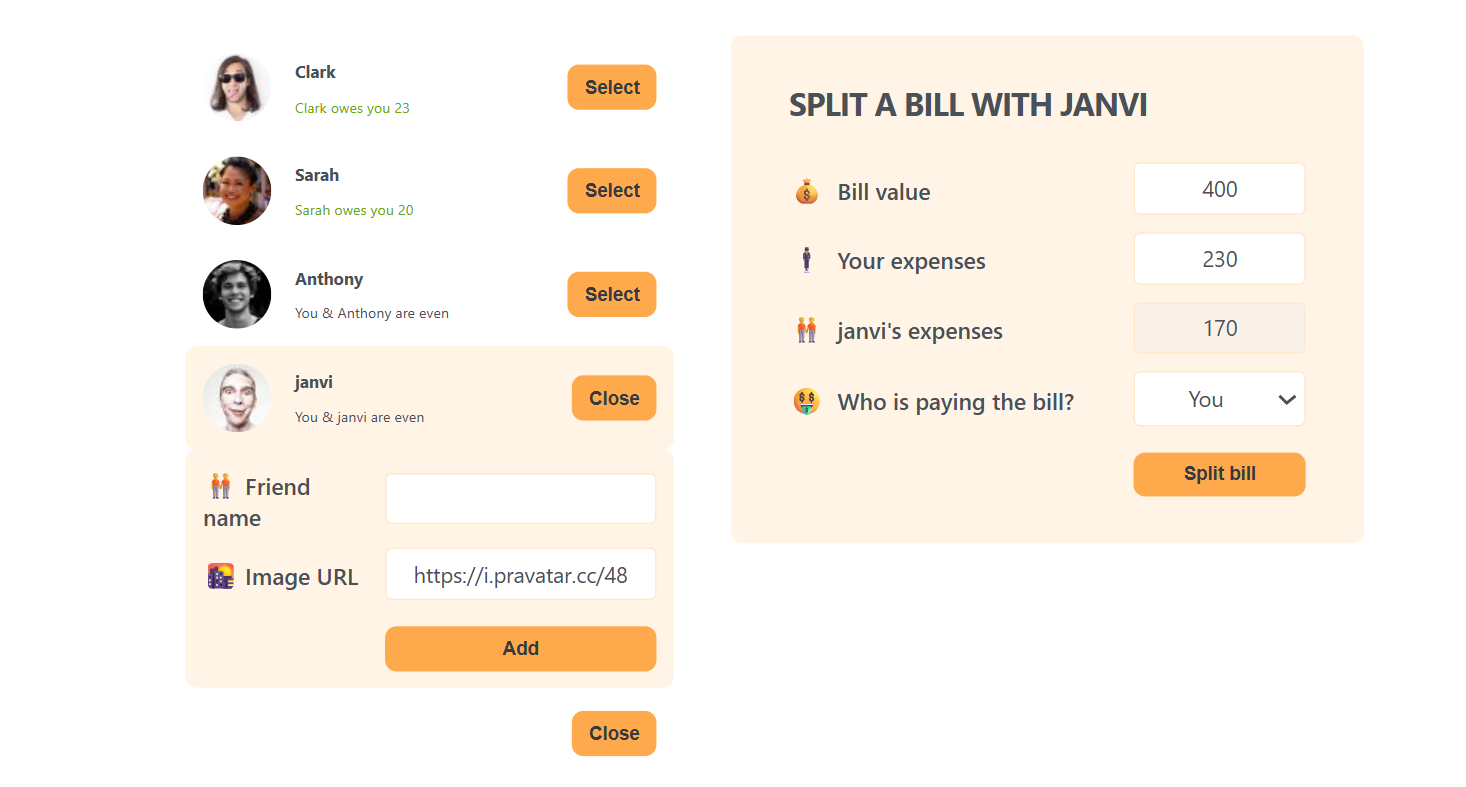 Clark
Clark owes you 23
Select
Sarah
Sarah owes you 20
Select
Anthony
You & Anthony are even
Select
janvi
You & janvi are even
Close
Friend
name
Image URL
https://i.pravatar.cc/48
Add
Close
SPLIT A BILL WITH JANVI
Bill value
400
Your expenses
230
janvi's expenses
170
Who is paying the bill?
You
Split bill